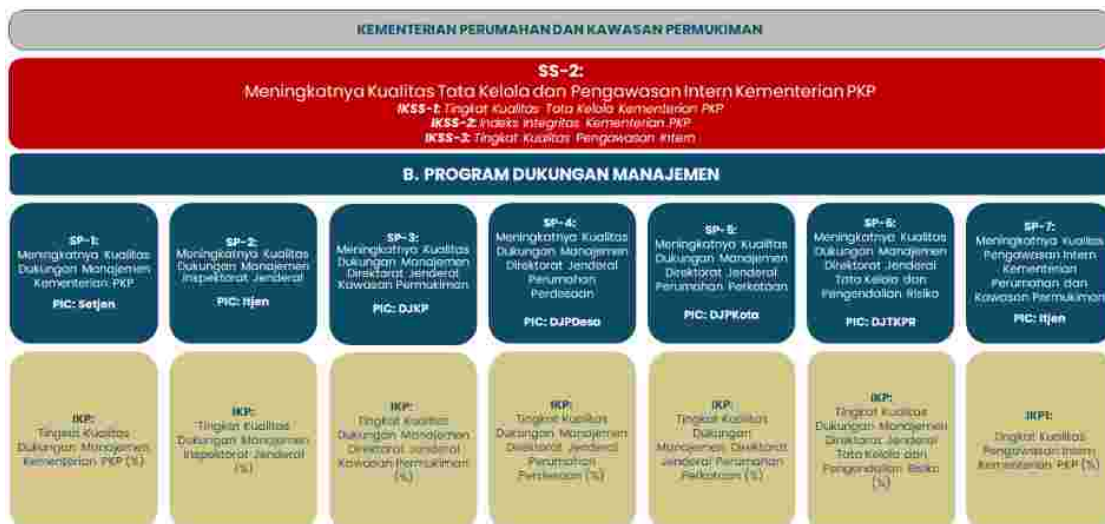 KEMENTERIAN PERUMAHAN DAN KAWASAN PERMUKIMAN
SS-2:
Meningkatnya Kualitas Tata Kelola dan Pengawasan Intern Kementerian PKP
IKSS-1: Tingkat Kualitas Tata Kelola Kementerian PKP
IKSS-2: Indeks Integritas Kementerian PKP
IKSS-3: Tingkat Kualitas Pengawasan Intern
B. PROGRAM DUKUNGAN MANAJEMEN
SP-1:
Meningkatnya Kualitas
Dukungan Manajemen
Kementerian PKP
PIC: Setjen
SP-2:
Meningkatnya Kualitas
Dukungan Manajemen
Inspektorat Jenderal
PIC: Itjen
SP-3:
Meningkatnya Kualitas
Dukungan Manajemen
Direktorat Jenderal
Kawasan Permukiman
PIC: DJKP
SP-4:
Meningkatnya Kualitas
Dukungan Manajemen
Direktorat Jenderal
Perumahan
Perdesaan
PIC: DJPDesa
SP-5:
Meningkatnya Kualitas
Dukungan Manajemen
Direktorat Jenderal
Perumahan Perkotaan
PIC: DJPKota
SP-6:
Meningkatnya Kualitas
Dukungan Manajemen
Direktorat Jenderal
Tata Kelola dan
Pengendalian Risiko
PIC: DJTKPR
SP-7:
Meningkatnya Kualitas
Pengawasan Intern
Kementerian
Perumahan dan
Kawasan Permukiman
PIC: Itjen
IKP:
Tingkat Kualitas
Dukungan Manajemen
Kementerian PKP (%)
IKP:
Tingkat Kualitas
Dukungan Manajemen
Inspektorat Jenderal
(%)
IKP:
Tingkat Kualitas
Dukungan Manajemen
Direktorat Jenderal
Kawasan Permukiman
(%)
IKP:
Tingkat Kualitas
Dukungan Manajemen
Direktorat Jenderal
Perumahan
Perdesaan (%)
IKP:
Tingkat Kualitas
Dukungan
Manajemen Direktorat
Jenderal Perumahan
Perkotaan (%)
IKP:
Tingkat Kualitas
Dukungan Manajemen
Direktorat Jenderal
Tata Kelola dan
Pengendalian Risiko
(%)
IKP1:
Tingkat Kualitas
Pengawasan Intern
Kementerian PKP (%)